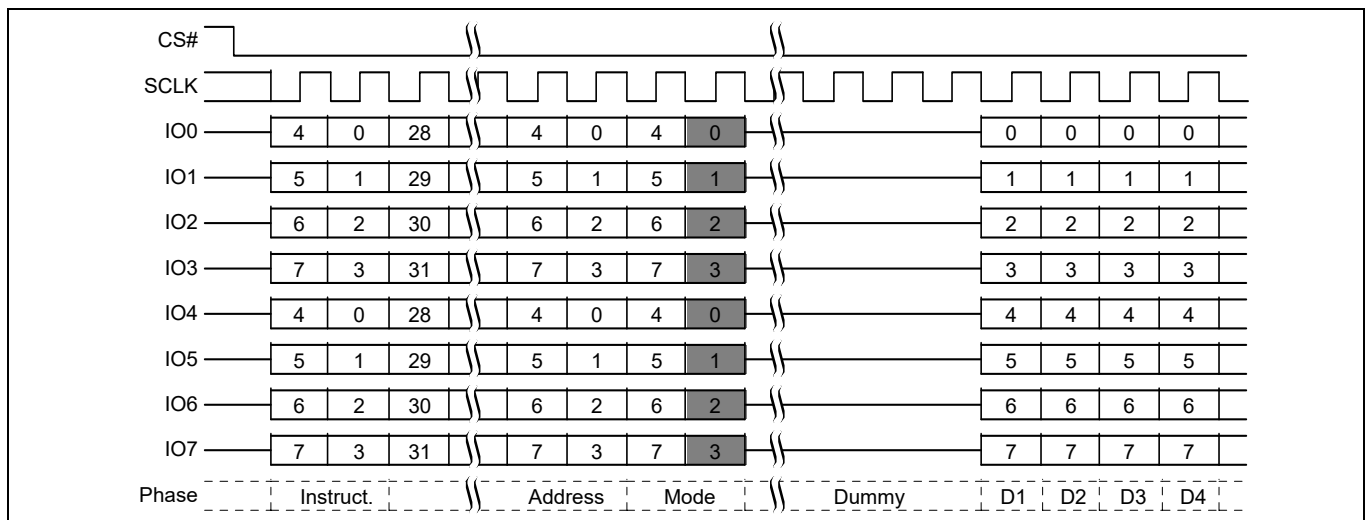 CS#
SCLK
IO0 4 0 28 4 0 4 0 0 0 0 0
IO1 5 1 29 5 1 5 1 1 1 1 1
IO2 6 2 30 6 2 6 2 2 2 2 2
IO3 7 3 31 7 3 7 3 3 3 3 3
IO4 4 0 28 4 0 4 0 4 4 4 4
IO5 5 1 29 5 1 5 1 5 5 5 5
IO6 6 2 30 6 2 6 2 6 6 6 6
IO7 7 3 31 7 3 7 3 7 7 7 7
Phase Instruct. Address Mode Dummy D1 D2 D3 D4